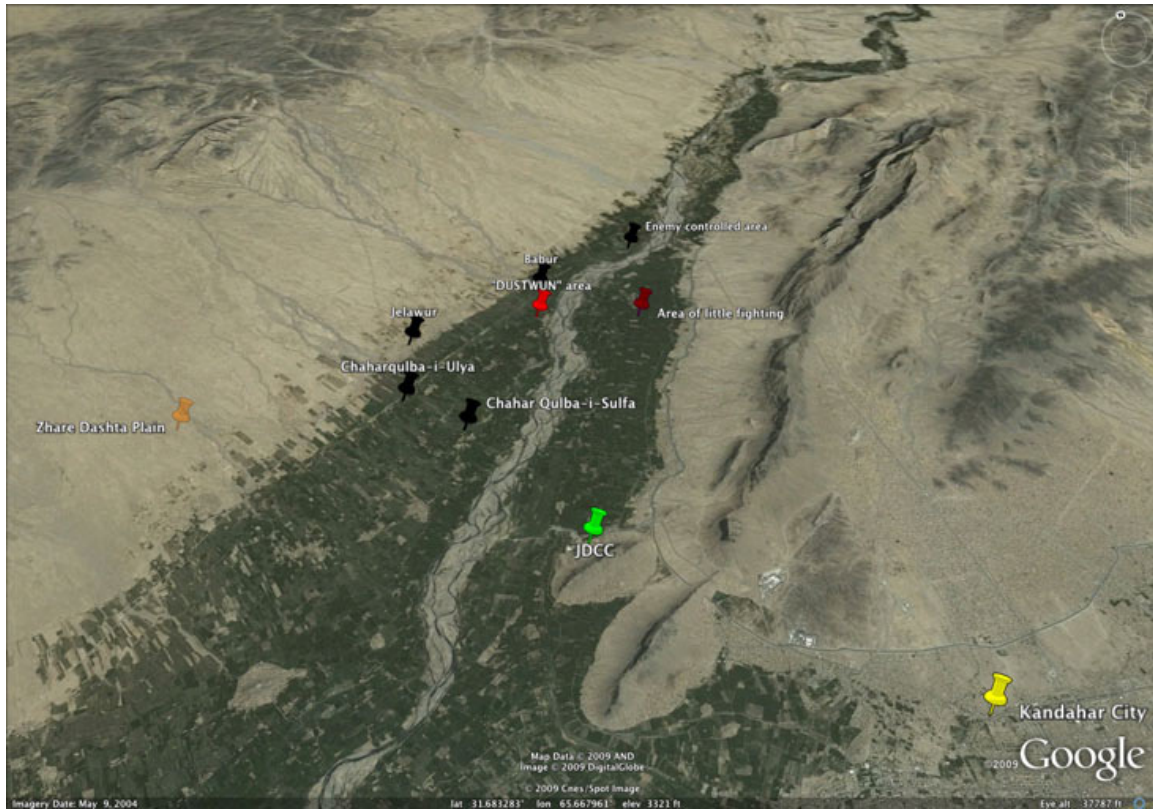 Enemy controlled area
Babur
"DUSTWUN" area
Area of little fighting
Jelawur
Chaharqulba-i-Ulya
Chahar Qulba-i-Sulfa
Zhare Dashta Plain
JDCC
Kandahar City
Map Data © 2009 AND
Image © 2009 DigitalGlobe
© 2009 Cnes/Spot Image
©2009 Google
Imagery Date: May 9, 2004
lat 31.683283° lon 65.667961° elev 3321 ft
Eye alt 37787 ft